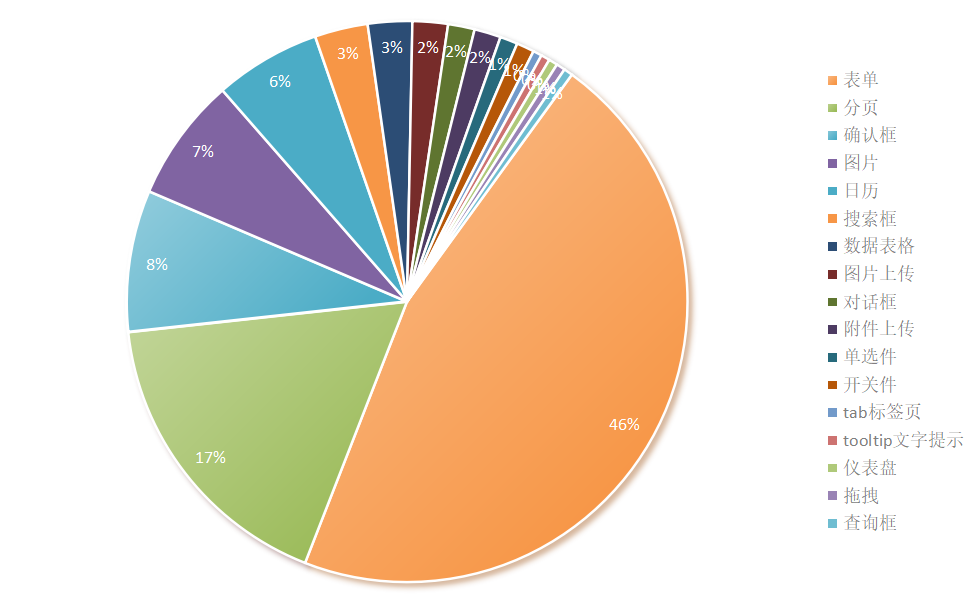 3%
3%
2%
2%
2%
1%
1%
6%
7%
8%
46%
17%
表单
分页
确认框
图片
日历
搜索框
数据表格
图片上传
对话框
附件上传
单选件
开关件
tab标签页
tooltip文字提示
仪表盘
拖拽
查询框